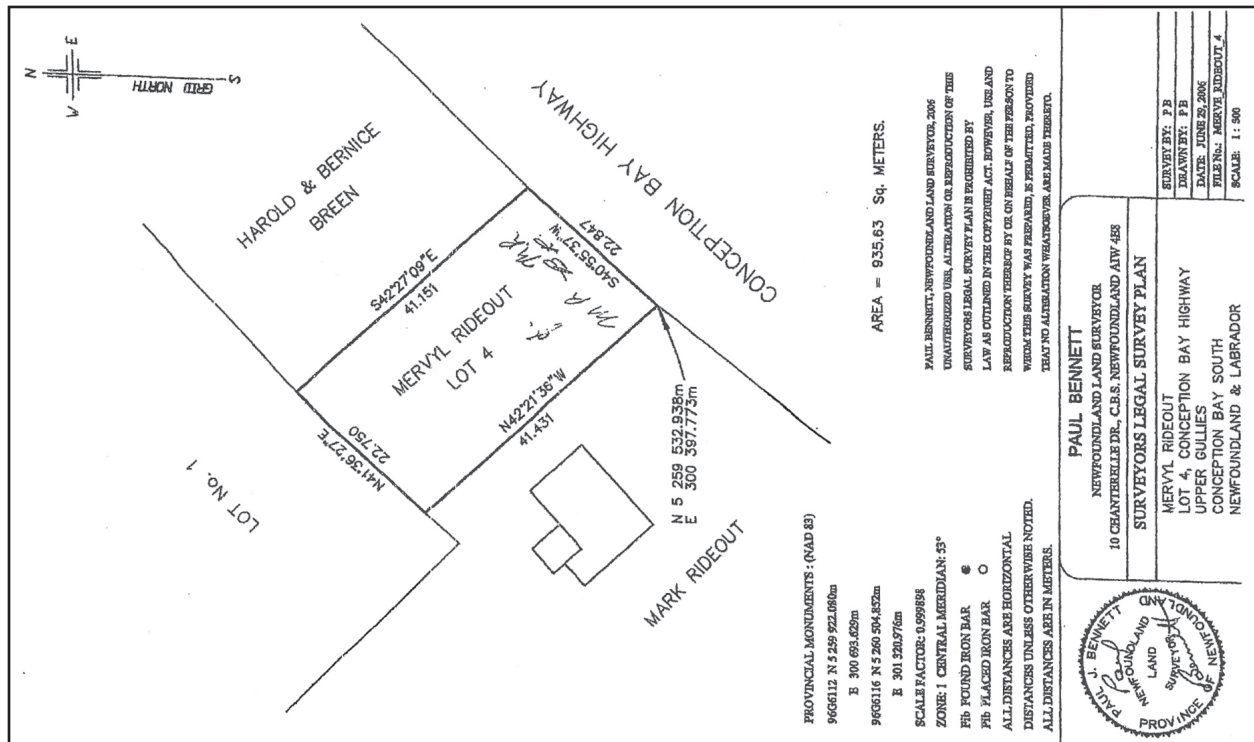 N
W E
S
GRID NORTH
HAROLD & BERNICE
BREEN
CONCEPTION BAY HIGHWAY
LOT No. 1
S42°27'09"E
41.151
N41°36'27"E
22.750
MERVYL RIDEOUT
LOT 4
S40°55'37"W
22.847
MR
MR
N42°21'36"W
41.431
N 5 259 532.938m
E 300 397.773m
MARK RIDEOUT
AREA = 935.63 Sq. METERS.
PROVINCIAL MONUMENTS : (NAD 83)
96G6112 N 5 259 922.080m
E 300 693.629m
96G6116 N 5 260 504.852m
E 301 320.976m
SCALE FACTOR: 0.999898
ZONE: 1 CENTRAL MERIDIAN: 53°
Fib FOUND IRON BAR
Pib PLACED IRON BAR
ALL DISTANCES ARE HORIZONTAL
DISTANCES UNLESS OTHERWISE NOTED.
ALL DISTANCES ARE IN METERS.
PAUL BENNETT, NEWFOUNDLAND LAND SURVEYOR, 2006
UNAUTHORIZED USE, ALTERATION OR REPRODUCTION OF THIS
SURVEYORS LEGAL SURVEY PLAN IS PROHIBITED BY
LAW AS OUTLINED IN THE COPYRIGHT ACT. HOWEVER, USE AND
REPRODUCTION THEREOF BY OR ON BEHALF OF THE PERSON TO
WHOM THIS SURVEY WAS PREPARED, IS PERMITTED, PROVIDED
THAT NO ALTERATION WHATSOEVER ARE MADE THERETO.
PAUL J. BENNETT
NEWFOUNDLAND
LAND
SURVEYOR
PROVINCE OF NEWFOUNDLAND
PAUL BENNETT
NEWFOUNDLAND LAND SURVEYOR
10 CHANTERELLE DR., C.B.S. NEWFOUNDLAND A1W 4E8
SURVEYORS LEGAL SURVEY PLAN
MERVYL RIDEOUT
LOT 4, CONCEPTION BAY HIGHWAY
UPPER GULLIES
CONCEPTION BAY SOUTH
NEWFOUNDLAND & LABRADOR
SURVEY BY: PB
DRAWN BY: PB
DATE: JUNE 29, 2006
FILE No.: MERVE_RIDEOUT_4
SCALE: 1 : 500